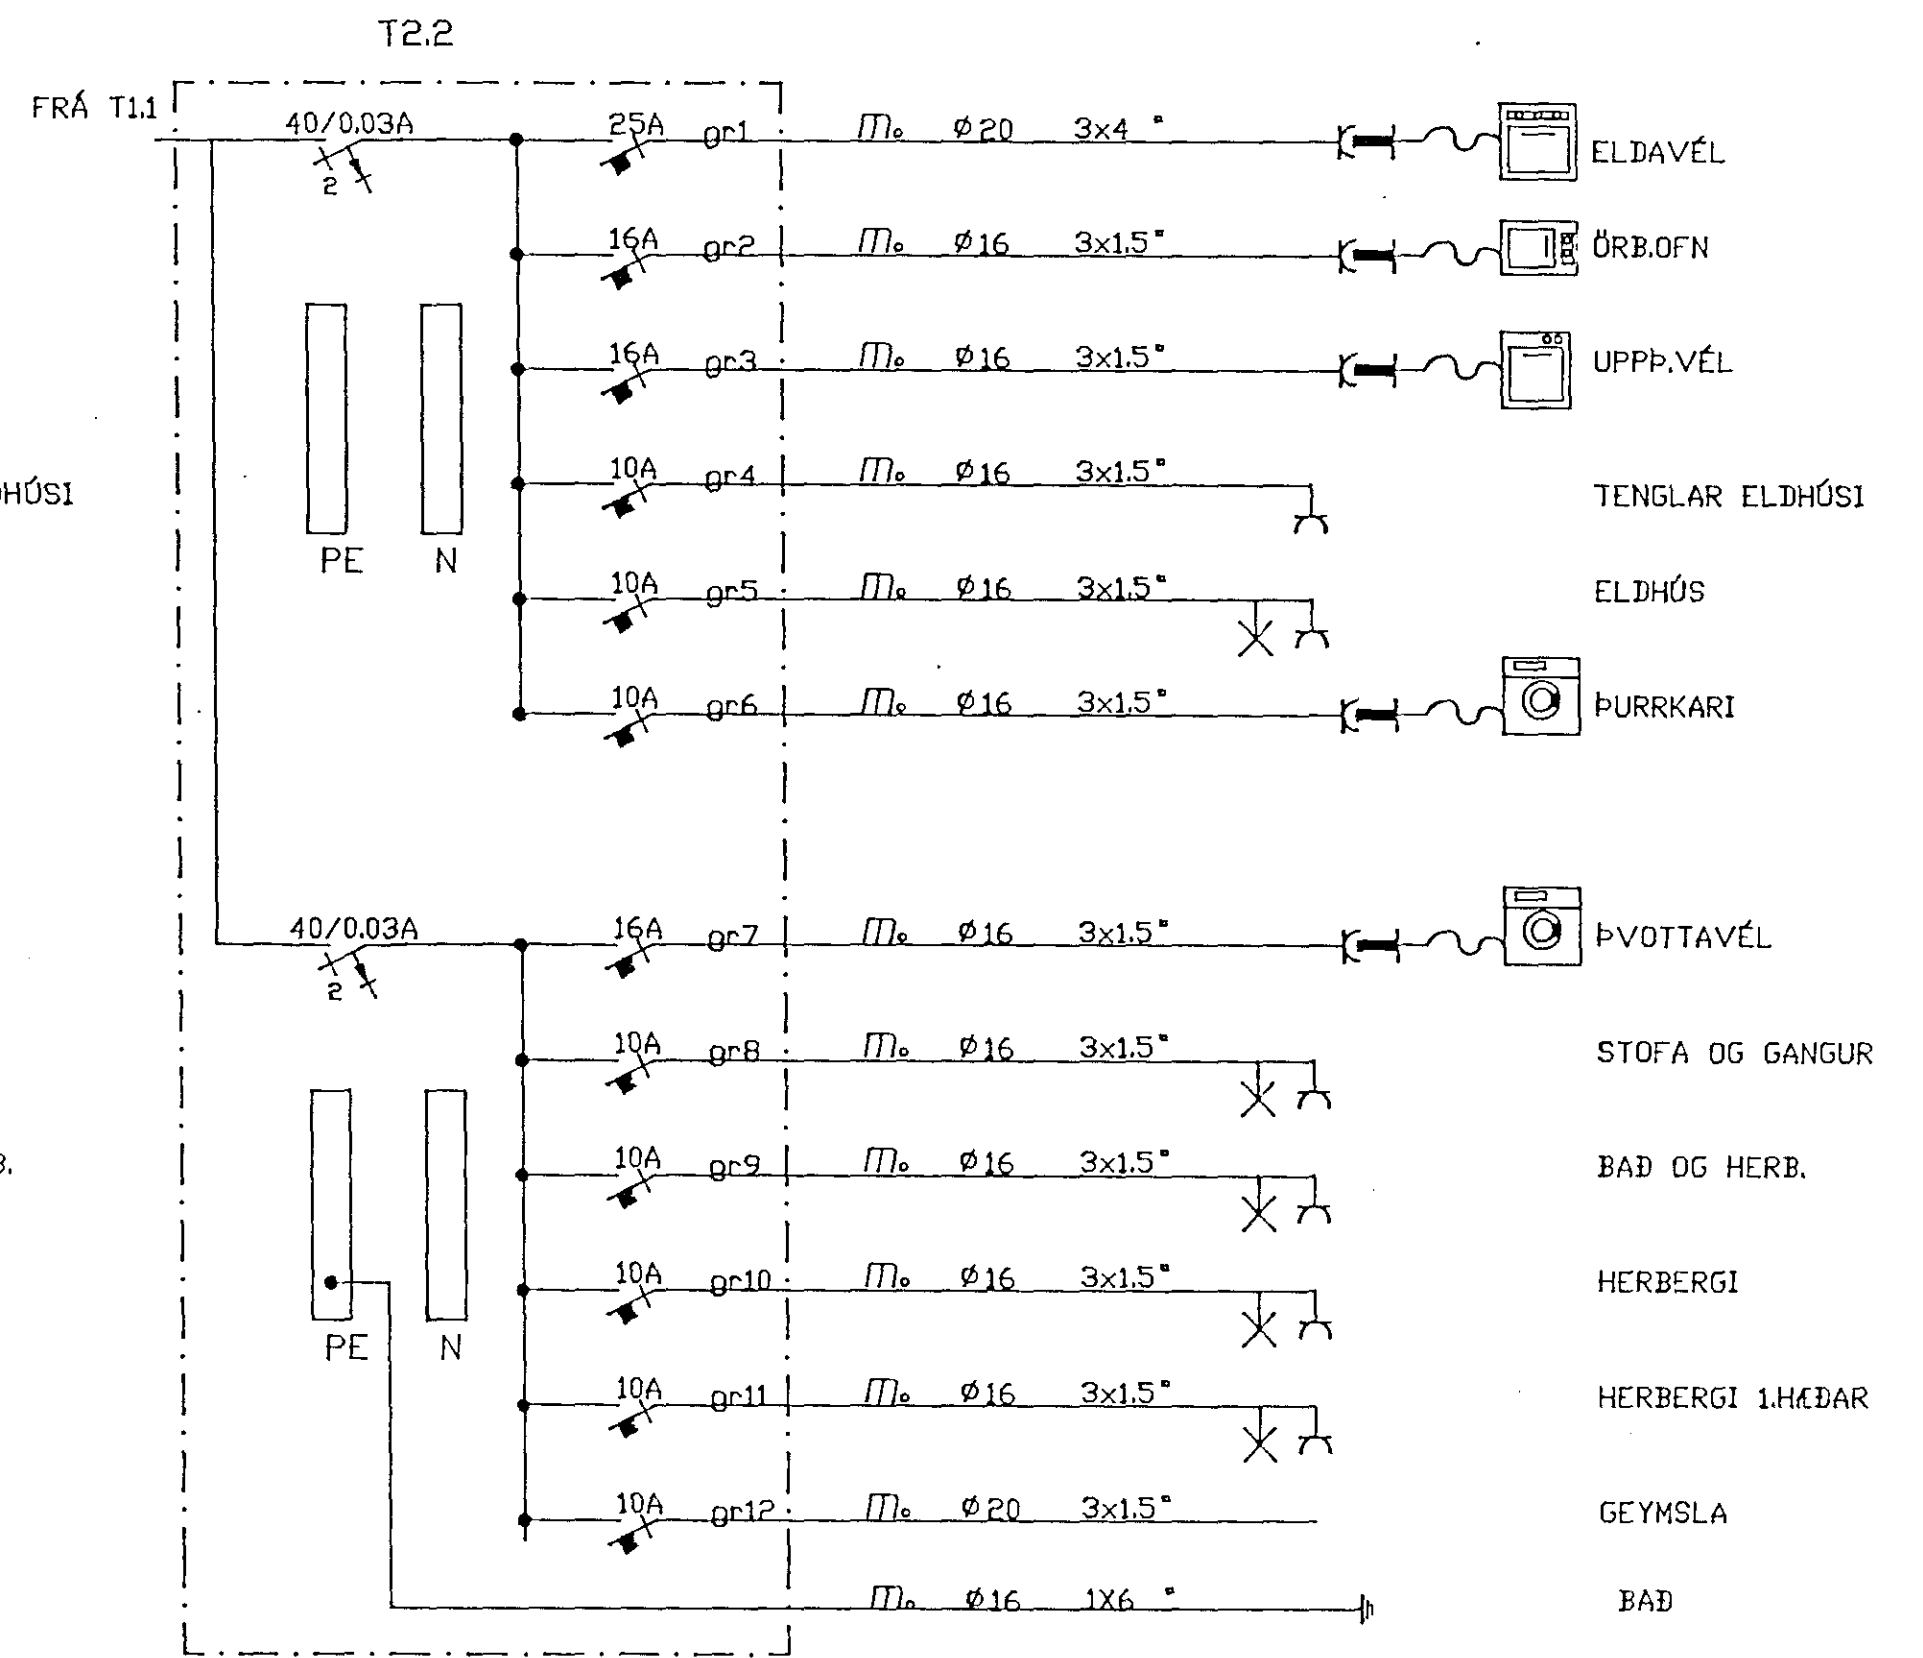 T2.2
FRÁ T1.1
40/0.03A
2
25A gr1 m. ø20 3x4 " ELDAVÉL
16A gr2 m. ø16 3x1.5" ÖRB.OFN
16A gr3 m. ø16 3x1.5" UPPÞ.VÉL
10A gr4 m. ø16 3x1.5" TENGLAR ELDHÚSI
HÚSI
PE N
10A gr5 m. ø16 3x1.5" ELDHÚS
10A gr6 m. ø16 3x1.5" ÞURRKARI
40/0.03A
2
16A gr7 m. ø16 3x1.5" ÞVOTTAVÉL
10A gr8 m. ø16 3x1.5" STOFA OG GANGUR
10A gr9 m. ø16 3x1.5" BAÐ OG HERB.
10A gr10 m. ø16 3x1.5" HERBERGI
PE N
10A gr11 m. ø16 3x1.5" HERBERGI 1.HÆÐAR
10A gr12 m. ø20 3x1.5" GEYMSLA
m. ø16 1X6 " BAÐ